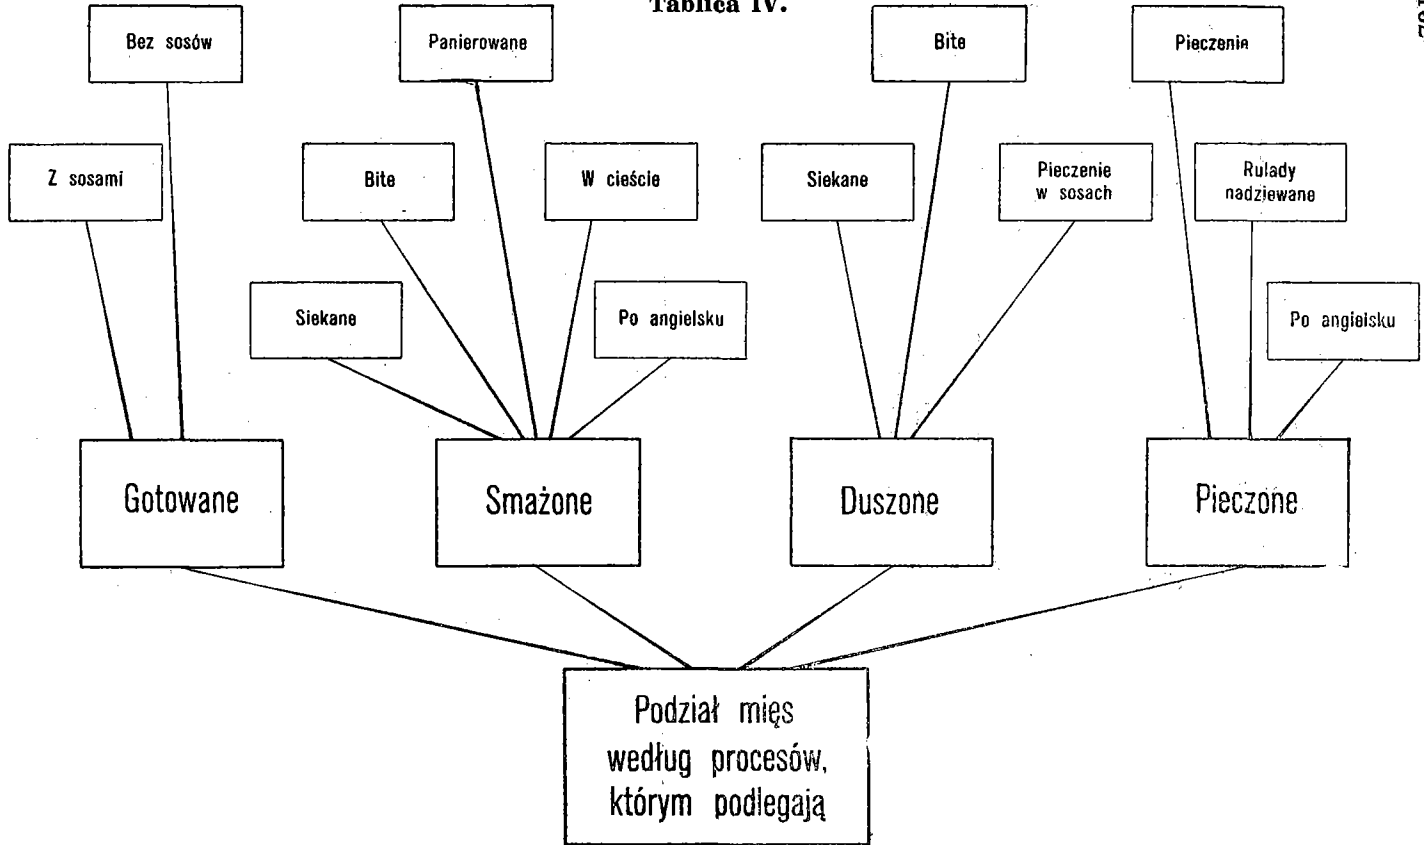 Tablica IV.
Bez sosów
Panierowane
Bite
Pieczenie
Z sosami
Bite
W cieście
Siekane
Pieczenie
w sosach
Rulady
nadziewane
Siekane
Po angielsku
Po angielsku
Gotowane
Smażone
Duszone
Pieczone
Podział mięs
według procesów,
którym podlegają